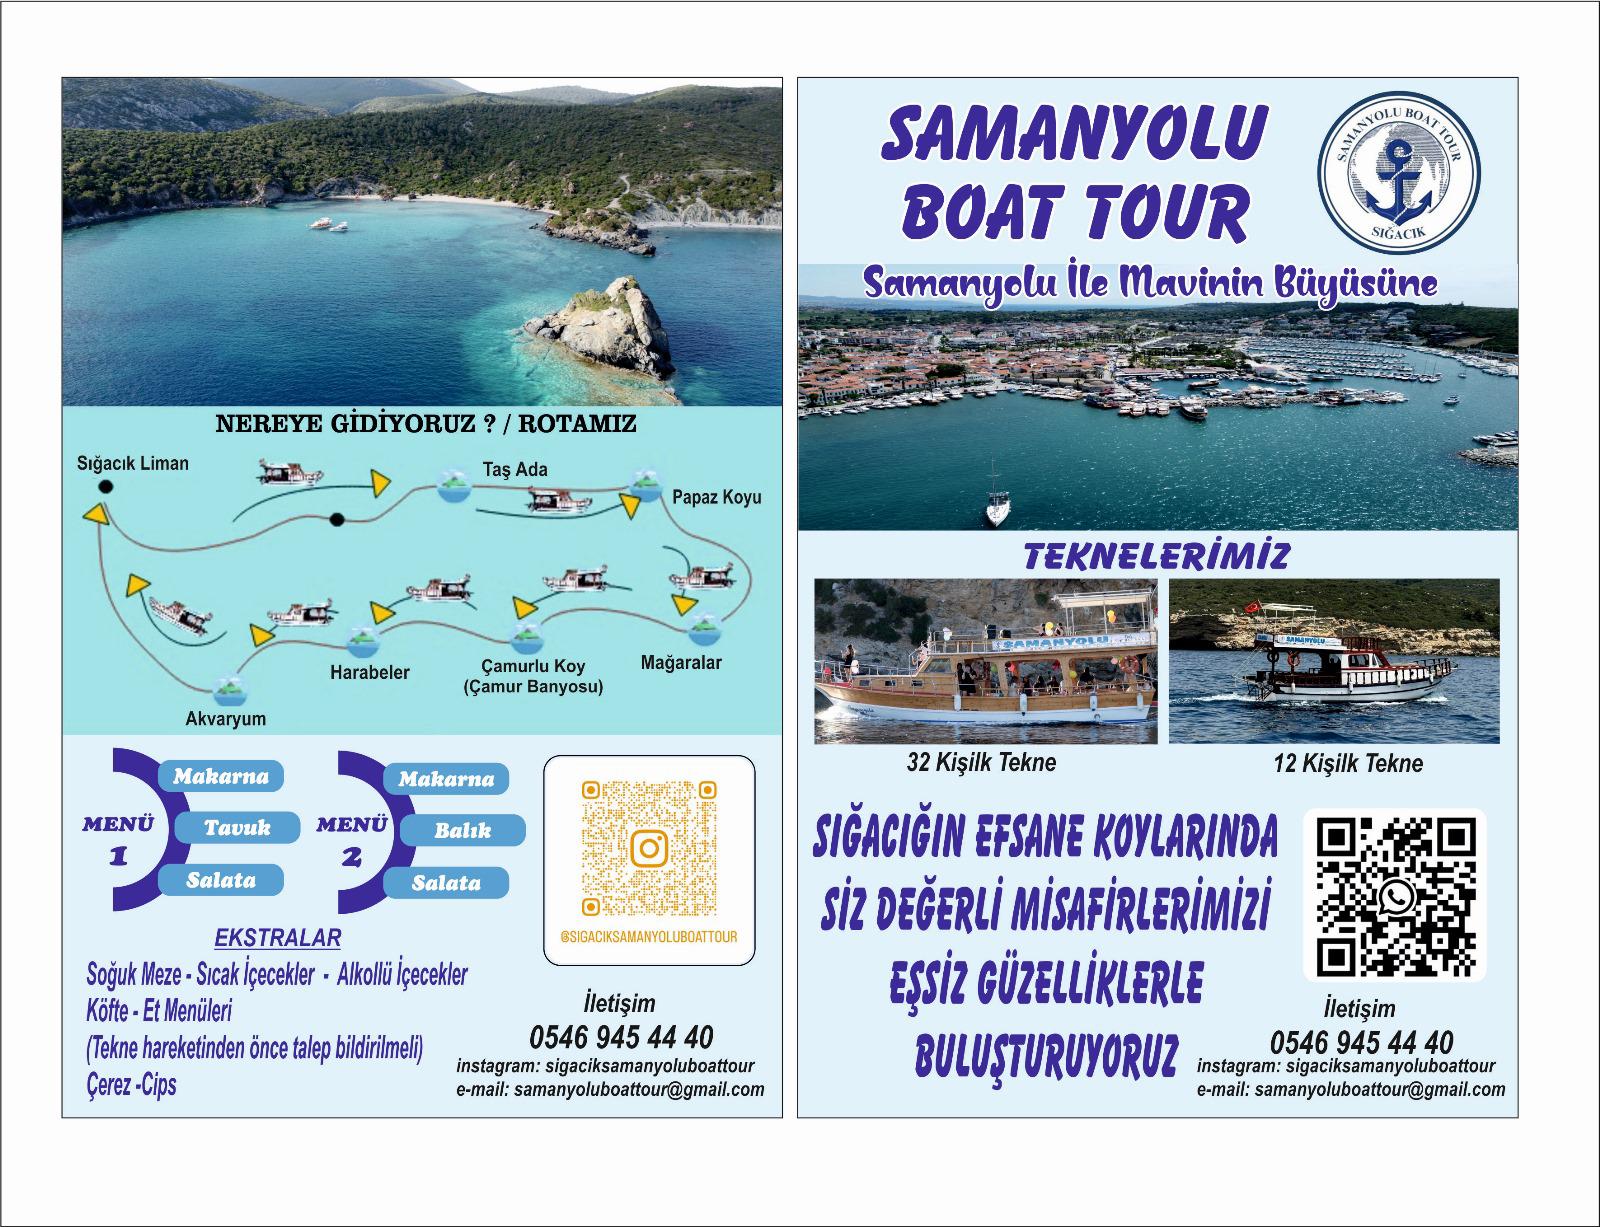 NEREYE GİDİYORUZ ? / ROTAMIZ
Sığacık Liman
Taş Ada
Papaz Koyu
Mağaralar
Çamurlu Koy
(Çamur Banyosu)
Harabeler
Akvaryum
MENÜ
1
Makarna
Tavuk
Salata
MENÜ
2
Makarna
Balık
Salata
@SIGACIKSAMANYOLUBOATTOUR
EKSTRALAR
Soğuk Meze - Sıcak İçecekler - Alkollü İçecekler
Köfte - Et Menüleri
(Tekne hareketinden önce talep bildirilmeli)
Çerez -Cips
İletişim
0546 945 44 40
instagram: sigaciksamanyoluboattour
e-mail: samanyoluboattour@gmail.com
SAMANYOLU
BOAT TOUR
SAMANYOLU BOAT TOUR
SIĞACIK
Samanyolu İle Mavinin Büyüsüne
TEKNELERİMİZ
SAMANYOLU
SAMANYOLU
32 Kişilk Tekne
12 Kişilk Tekne
SIĞACIĞIN EFSANE KOYLARINDA
SİZ DEĞERLİ MİSAFİRLERİMİZİ
EŞSİZ GÜZELLİKLERLE
BULUŞTURUYORUZ
İletişim
0546 945 44 40
instagram: sigaciksamanyoluboattour
e-mail: samanyoluboattour@gmail.com